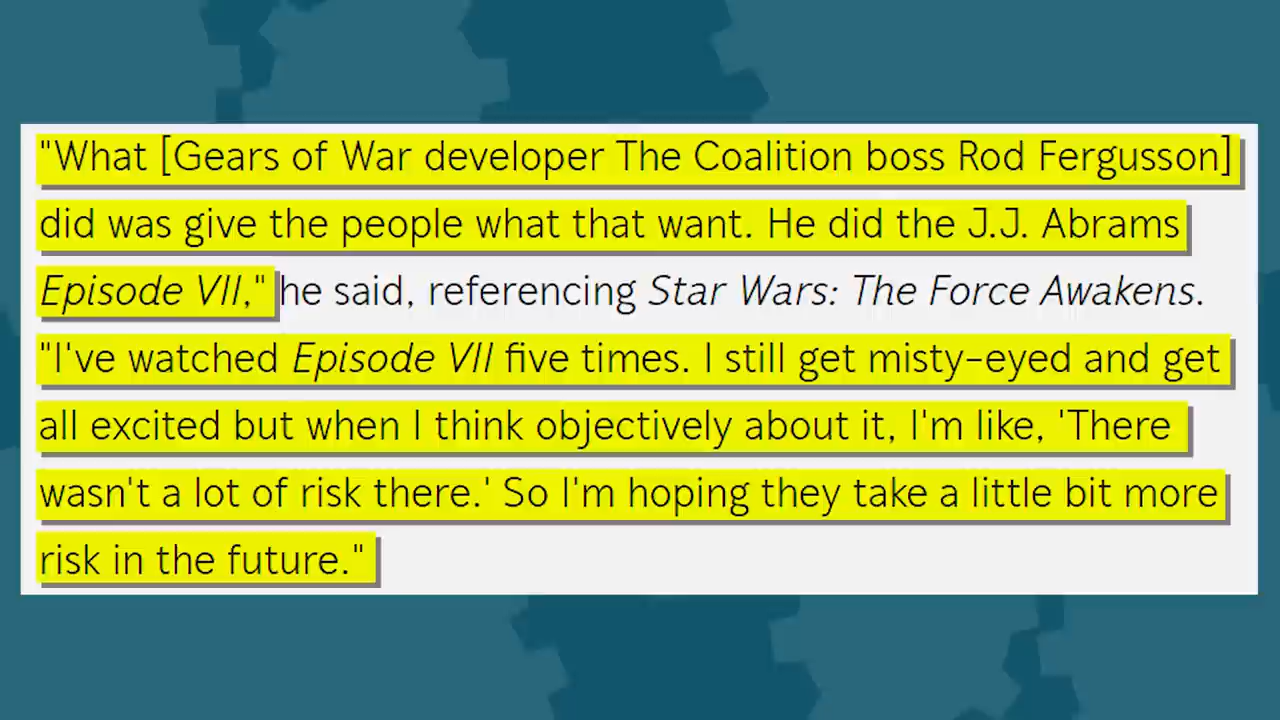 "What [Gears of War developer The Coalition boss Rod Fergusson]
did was give the people what that want. He did the J.J. Abrams
Episode VII," he said, referencing Star Wars: The Force Awakens.
"I've watched Episode VII five times. I still get misty-eyed and get
all excited but when I think objectively about it, I'm like, 'There
wasn't a lot of risk there.' So I'm hoping they take a little bit more
risk in the future."